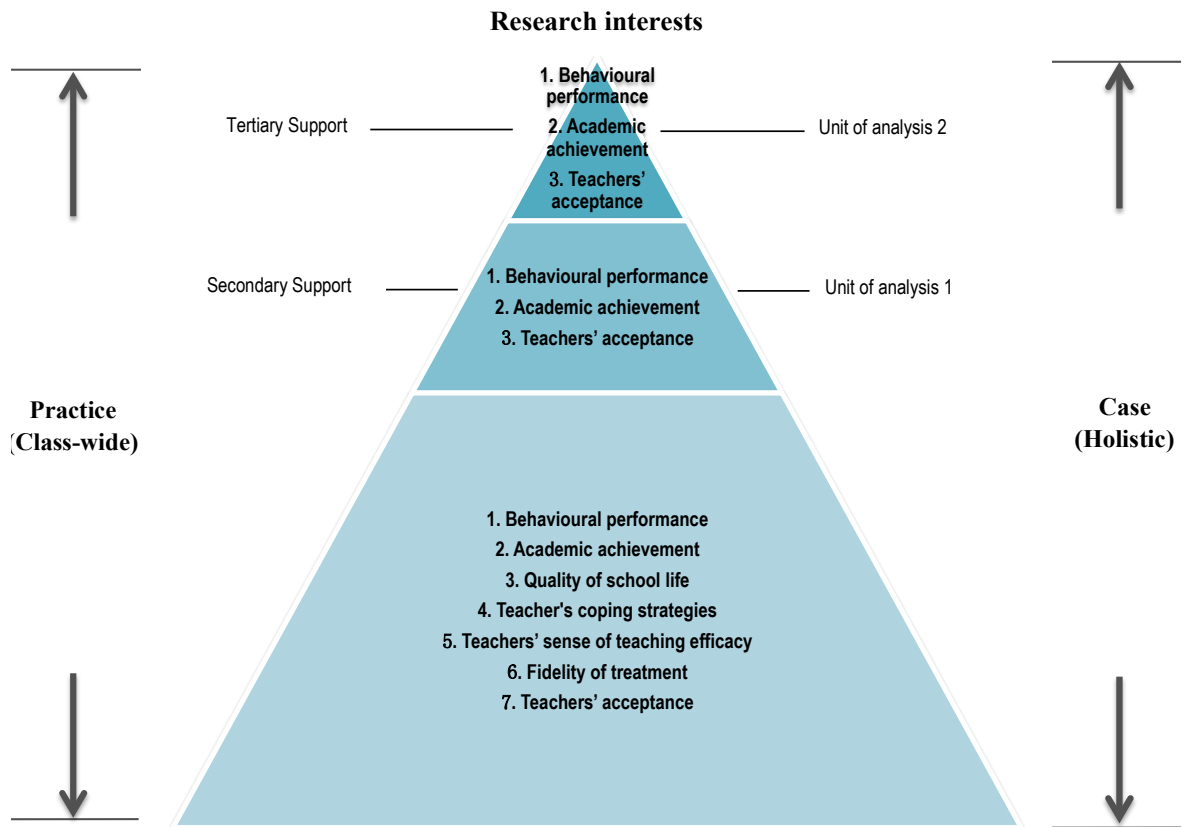 Research interests
1. Behavioural
performance
2. Academic
achievement
3. Teachers’
acceptance
Tertiary Support
Unit of analysis 2
1. Behavioural performance
2. Academic achievement
3. Teachers’ acceptance
Secondary Support
Unit of analysis 1
Practice
(Class-wide)
Case
(Holistic)
1. Behavioural performance
2. Academic achievement
3. Quality of school life
4. Teacher's coping strategies
5. Teachers’ sense of teaching efficacy
6. Fidelity of treatment
7. Teachers’ acceptance